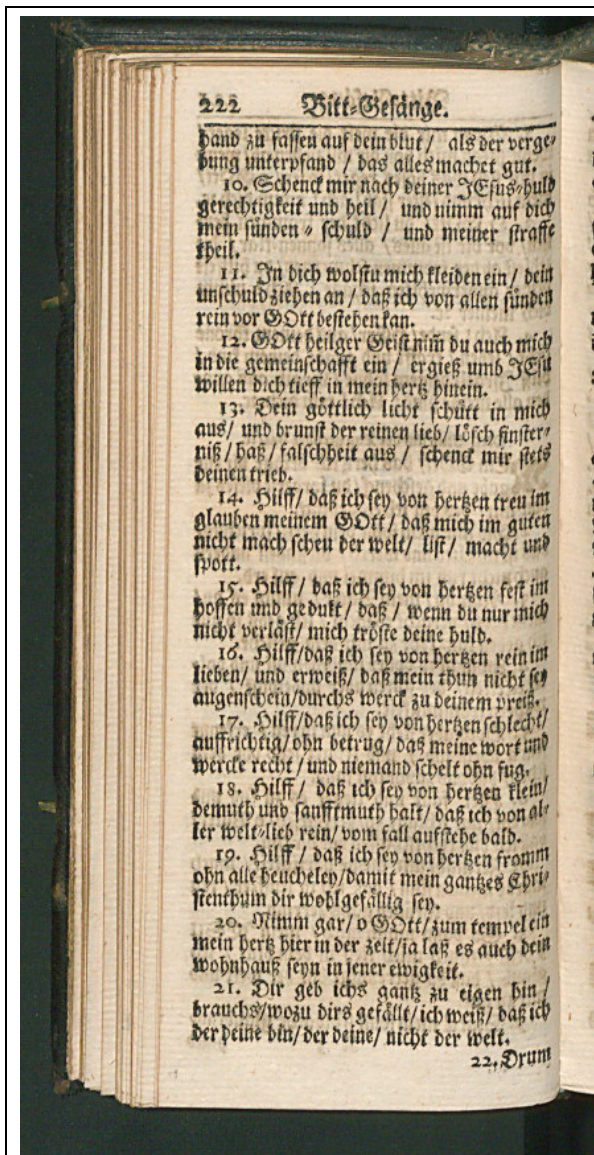 222 Bitt-Gesänge.
hand zu fassen auf dein blut / als der verge-
bung unterpfand / das alles machet gut.
10. Schenck mir nach deiner JEsus-huld
gerechtigkeit und heil / und nimm auf dich
mein sünden-schuld / und meiner straffe
theil.
11. In dich wolstu mich kleiden ein / dein
unschuld ziehen an / daß ich von allen sünden
rein vor GOtt bestehen kan.
12. GOtt heilger Geist nim̄ du auch mich
in die gemeinschafft ein / ergieß umb JEsu
willen dich tieff in mein hertz hinein.
13. Dein göttlich licht schütt in mich
aus / und brunst der reinen lieb / lösch finster-
niß / haß / falschheit aus / schenck mir stets
deinen trieb.
14. Hilff / daß ich sey von hertzen treu im
glauben meinem GOtt / daß mich im guten
nicht mach scheu der welt / list / macht und
spott.
15. Hilff / daß ich sey von hertzen fest im
hoffen und gedult / daß / wenn du nur mich
nicht verläst / mich tröste deine huld.
16. Hilff / daß ich sey von hertzen rein im
lieben / und erweiß / daß mein thun nicht sey
augenschein / durchs werck zu deinem preiß.
17. Hilff / daß ich sey von hertzen schlecht /
auffrichtig / ohn betrug / daß meine wort und
wercke recht / und niemand schelt ohn fug.
18. Hilff / daß ich sey von hertzen klein /
demuth und sanfftmuth halt / daß ich von al-
ler welt-lieb rein / vom fall aufstehe bald.
19. Hilff / daß ich sey von hertzen fromm
ohn alle heucheley / damit mein gantzes Chri-
stenthum dir wohlgefällig sey.
20. Nimm gar / o GOtt / zum tempel ein
mein hertz hier in der zeit / ja laß es auch dein
wohnhauß seyn in jener ewigkeit.
21. Dir geb ichs gantz zu eigen hin /
brauchs / wozu dirs gefällt / ich weiß / daß ich
der deine bin / der deine / nicht der welt.
22. Drum